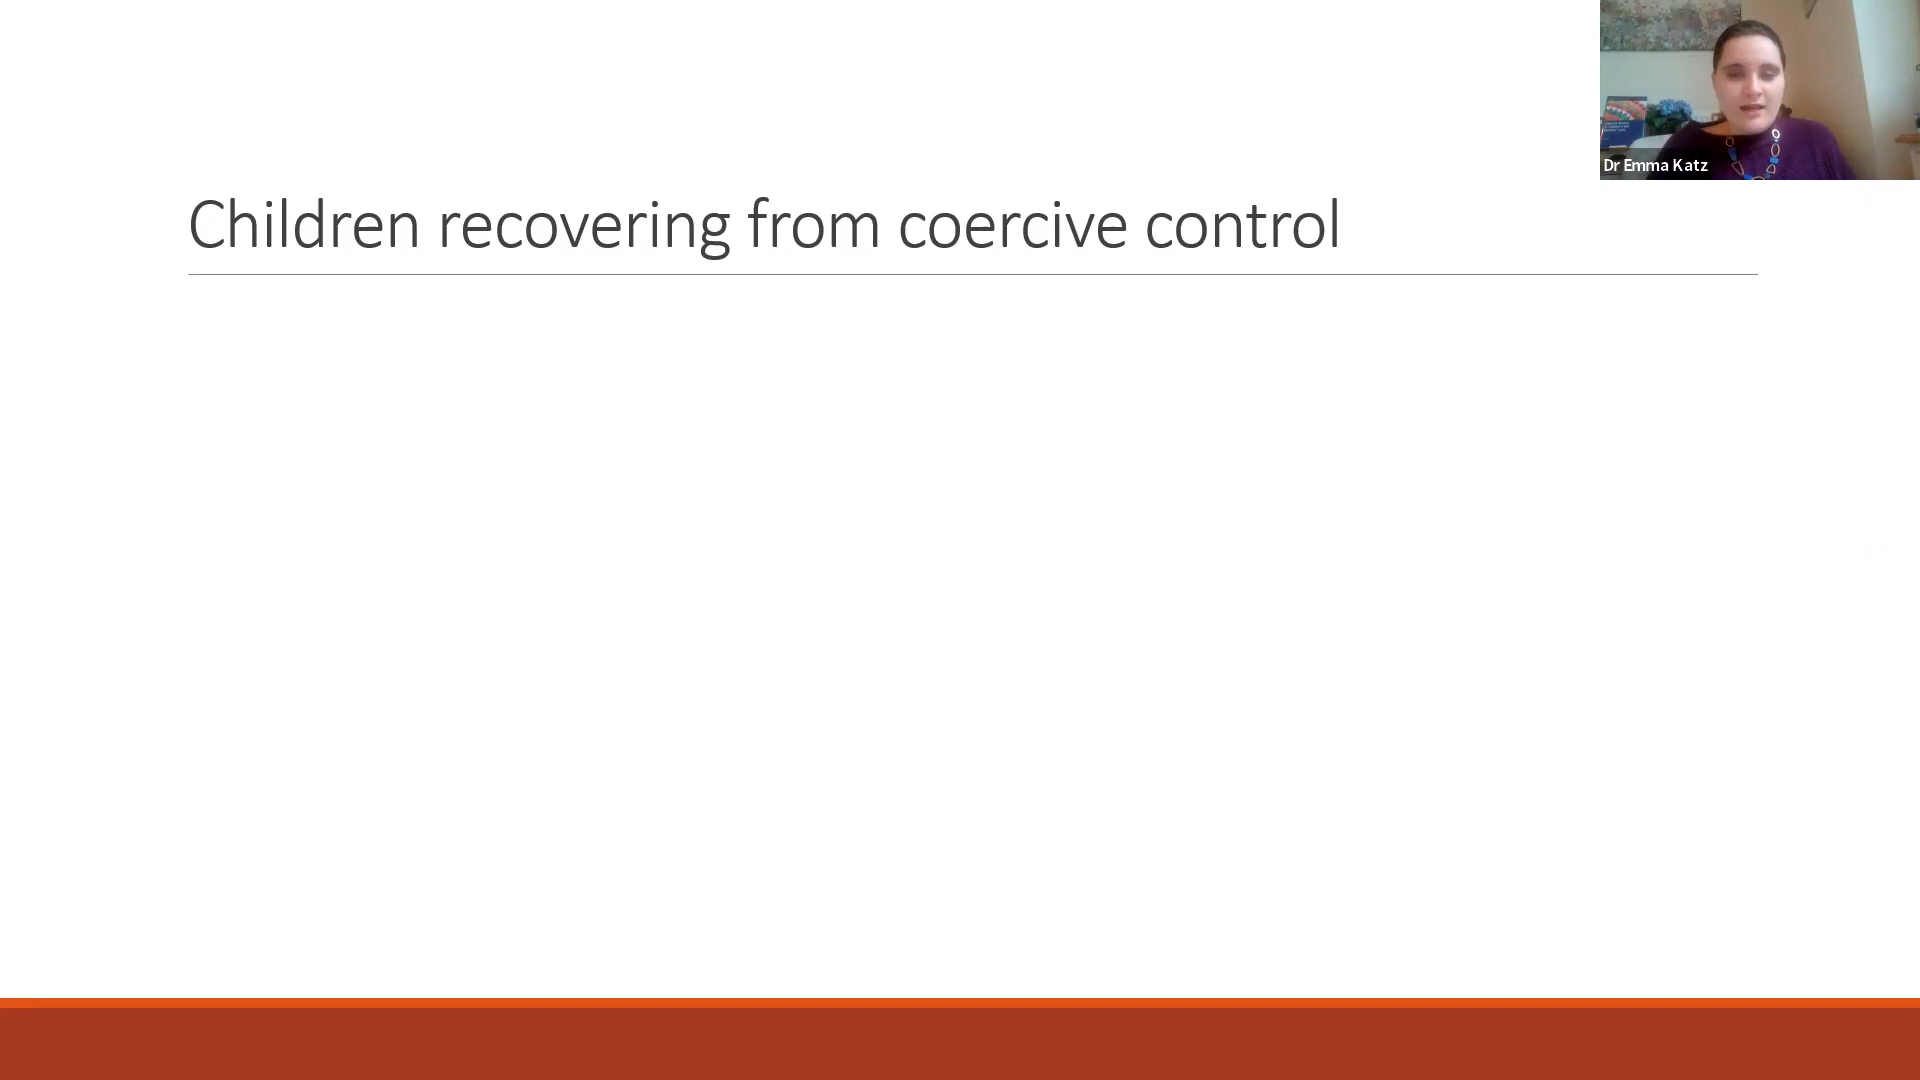 Children recovering from coercive control
Dr Emma Katz